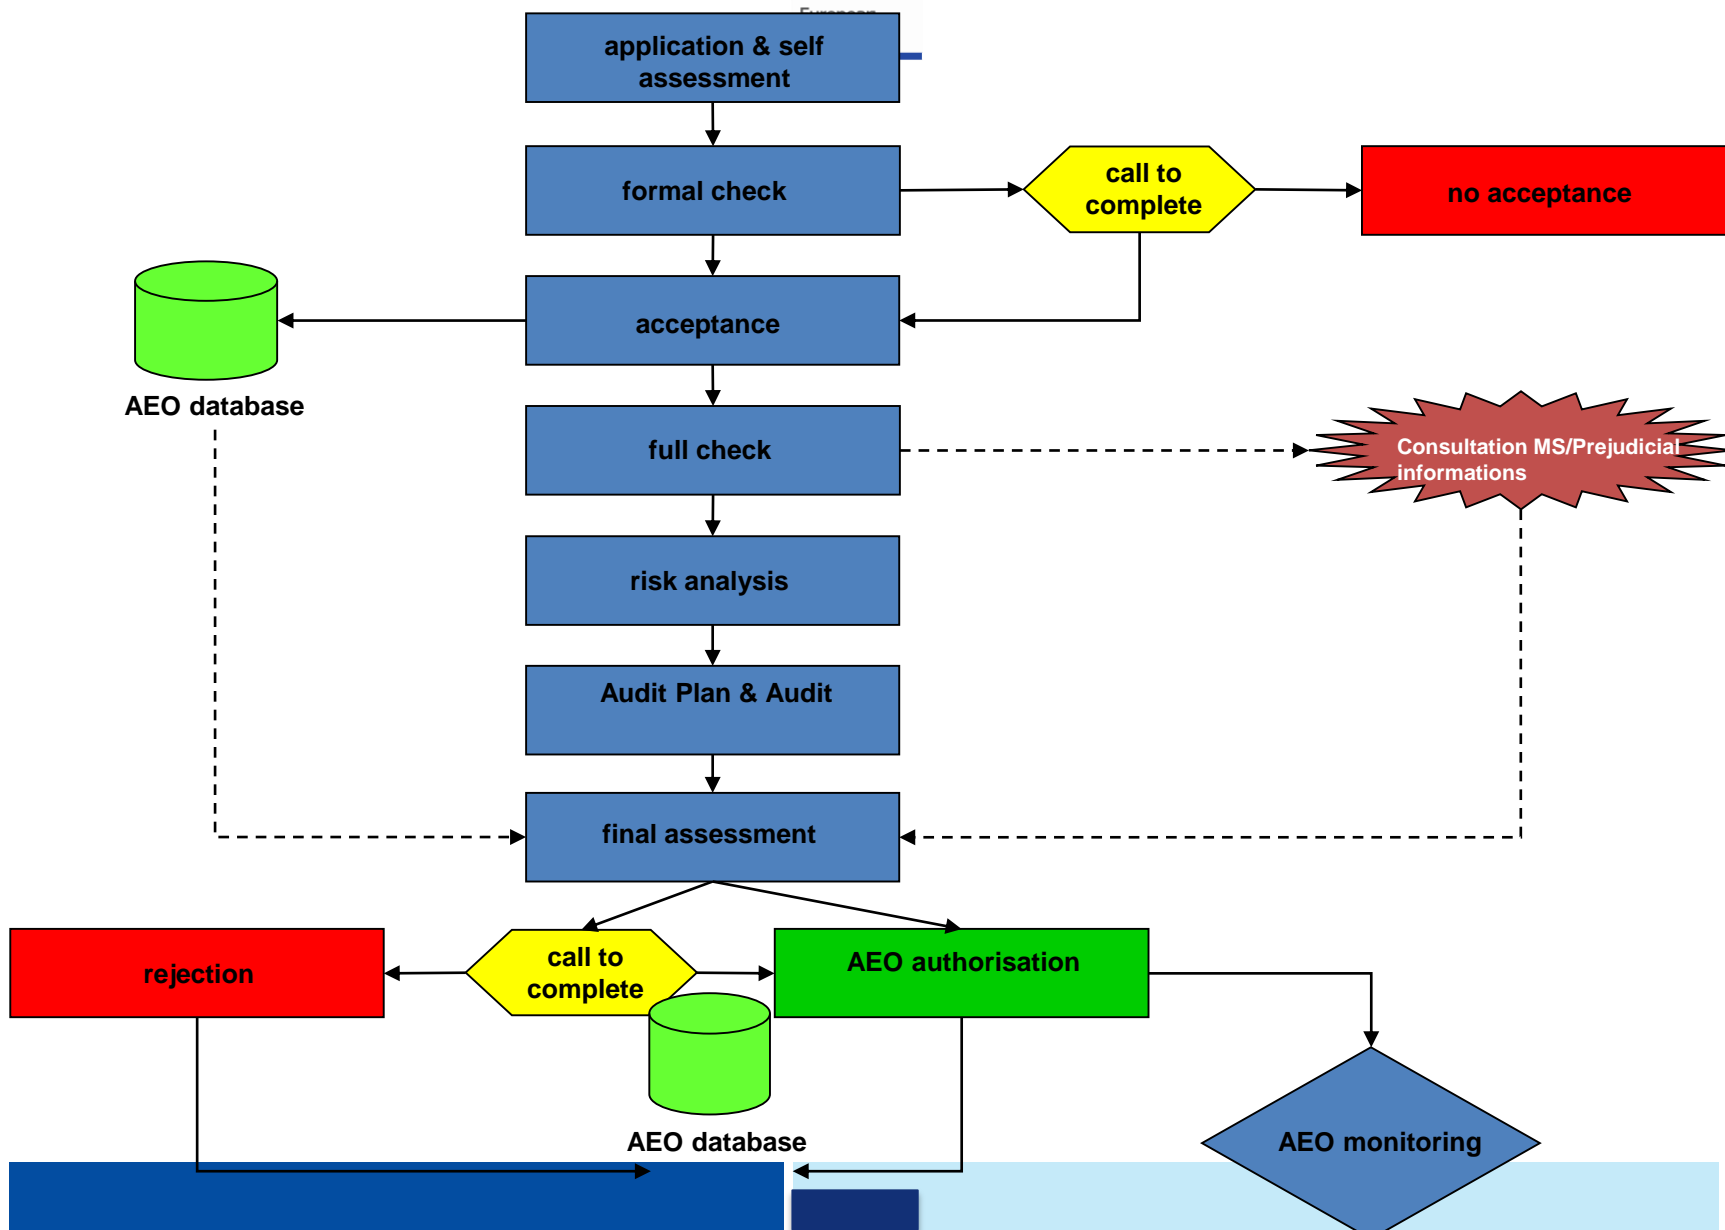 application & self
assessment
formal check
call to
complete
no acceptance
acceptance
AEO database
full check
Consultation MS/Prejudicial
informations
risk analysis
Audit Plan & Audit
final assessment
rejection
call to
complete
AEO authorisation
AEO database
AEO monitoring